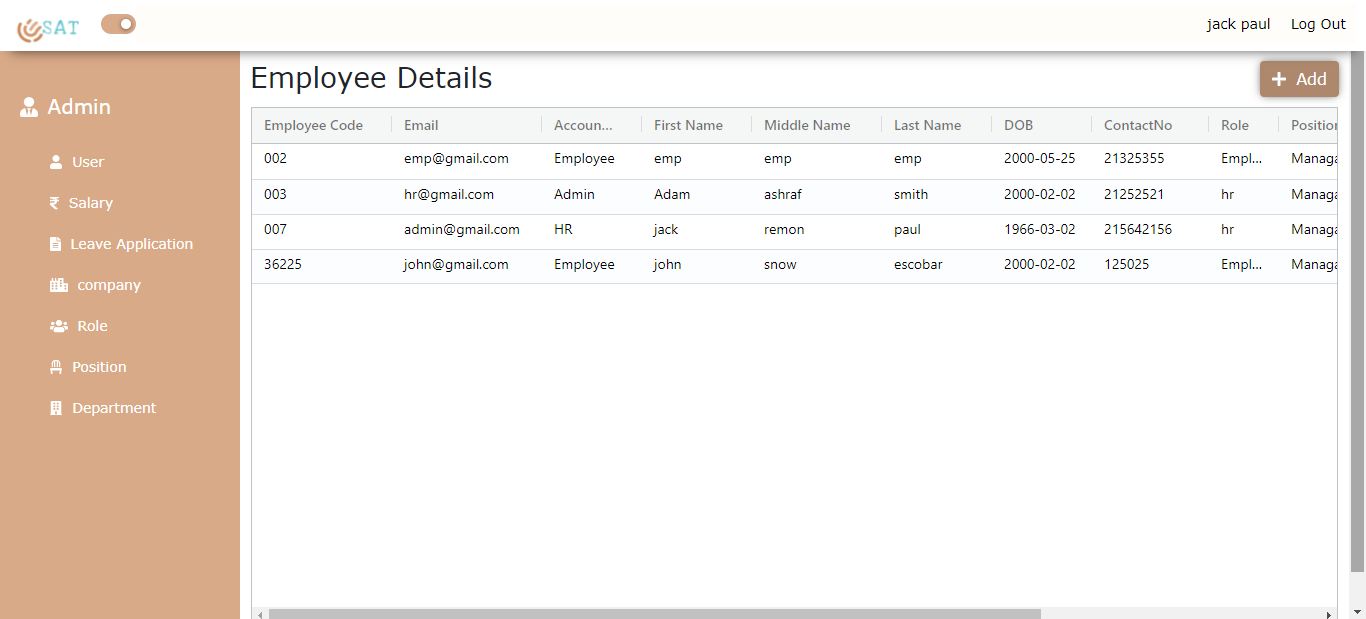 SAT jack paul Log Out
Employee Details
Add
Admin
User
Salary
Leave Application
company
Role
Position
Department
Employee Code Email Accoun... First Name Middle Name Last Name DOB ContactNo Role Position
002 emp@gmail.com Employee emp emp emp 2000-05-25 21325355 Empl... Managa
003 hr@gmail.com Admin Adam ashraf smith 2000-02-02 21252521 hr Managa
007 admin@gmail.com HR jack remon paul 1966-03-02 215642156 hr Managa
36225 john@gmail.com Employee john snow escobar 2000-02-02 125025 Empl... Managa